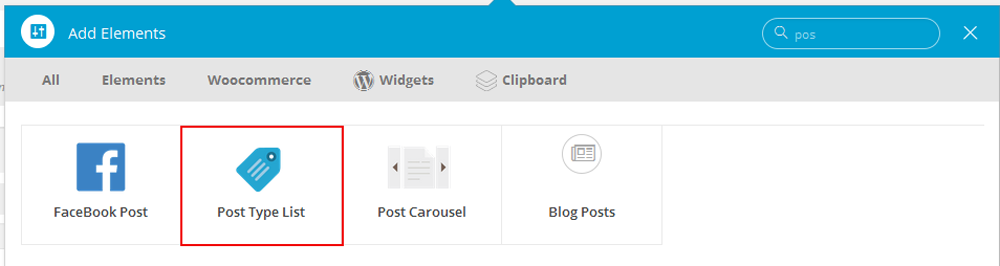 Add Elements
pos
All Elements Woocommerce Widgets Clipboard
FaceBook Post Post Type List Post Carousel Blog Posts